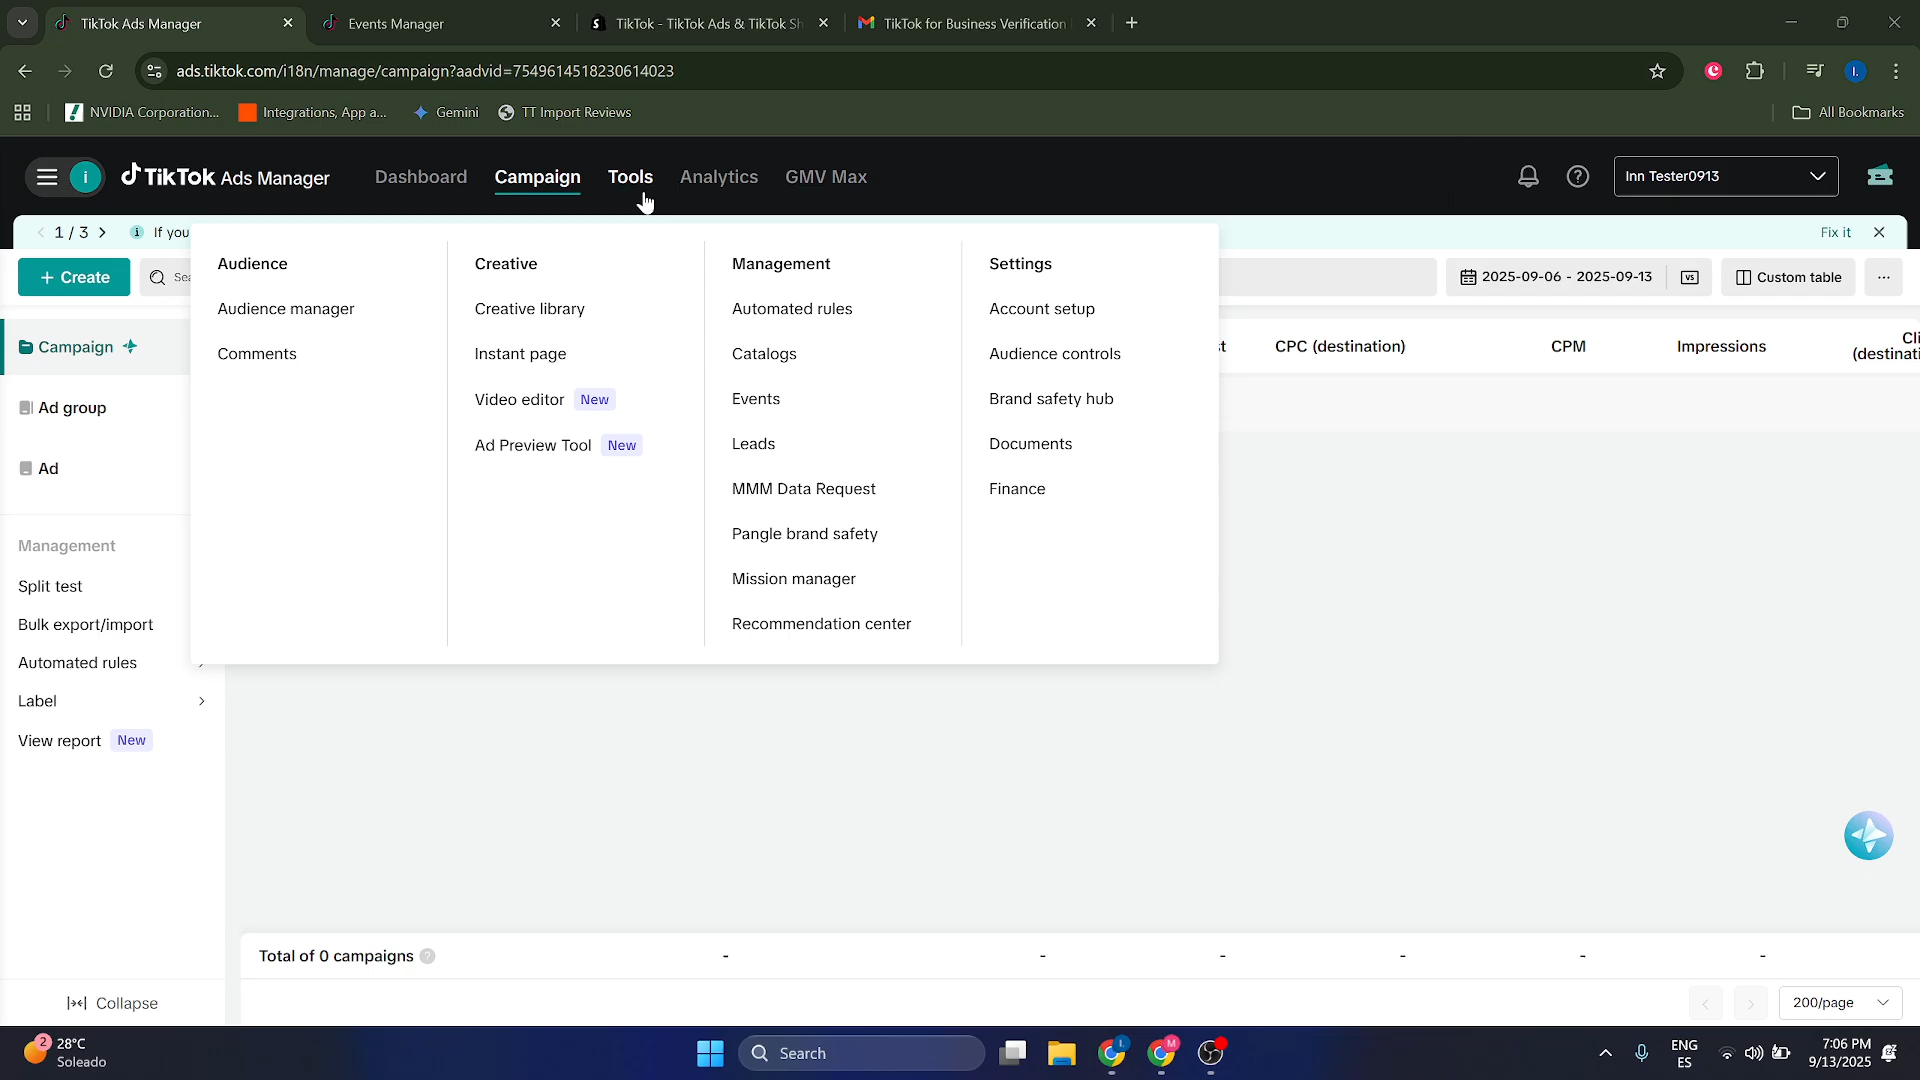 TikTok Ads Manager
Events Manager
TikTok - TikTok Ads & TikTok Sh
TikTok for Business Verification
ads.tiktok.com/i18n/manage/campaign?aadvid=7549614518230614023
I.
NVIDIA Corporation...
Integrations, App a...
Gemini
TT Import Reviews
All Bookmarks
i
TikTok Ads Manager
Dashboard
Campaign
Tools
Analytics
GMV Max
Inn Tester0913
1 / 3
If you
Fix it
+ Create
Sea
2025-09-06 - 2025-09-13
VS
Custom table
...
Audience
Audience manager
Comments
Creative
Creative library
Instant page
Video editor New
Ad Preview Tool New
Management
Automated rules
Catalogs
Events
Leads
MMM Data Request
Pangle brand safety
Mission manager
Recommendation center
Settings
Account setup
Audience controls
Brand safety hub
Documents
Finance
Campaign
Ad group
Ad
Management
Split test
Bulk export/import
Automated rules
Label
View report New
Collapse
st
CPC (destination)
CPM
Impressions
Cli
(destinati
Total of 0 campaigns ?
-
-
-
-
-
-
200/page
2
28°C
Soleado
Search
I.
M
ENG
ES
7:06 PM
9/13/2025